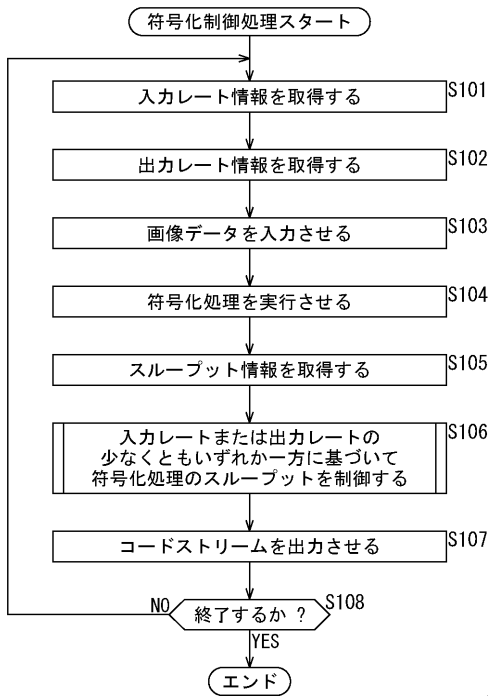 符号化制御処理スタート
入力レート情報を取得する
S101
出力レート情報を取得する
S102
画像データを入力させる
S103
符号化処理を実行させる
S104
スループット情報を取得する
S105
入力レートまたは出力レートの
少なくともいずれか一方に基づいて
符号化処理のスループットを制御する
S106
コードストリームを出力させる
S107
終了するか ?
S108
NO
YES
エンド